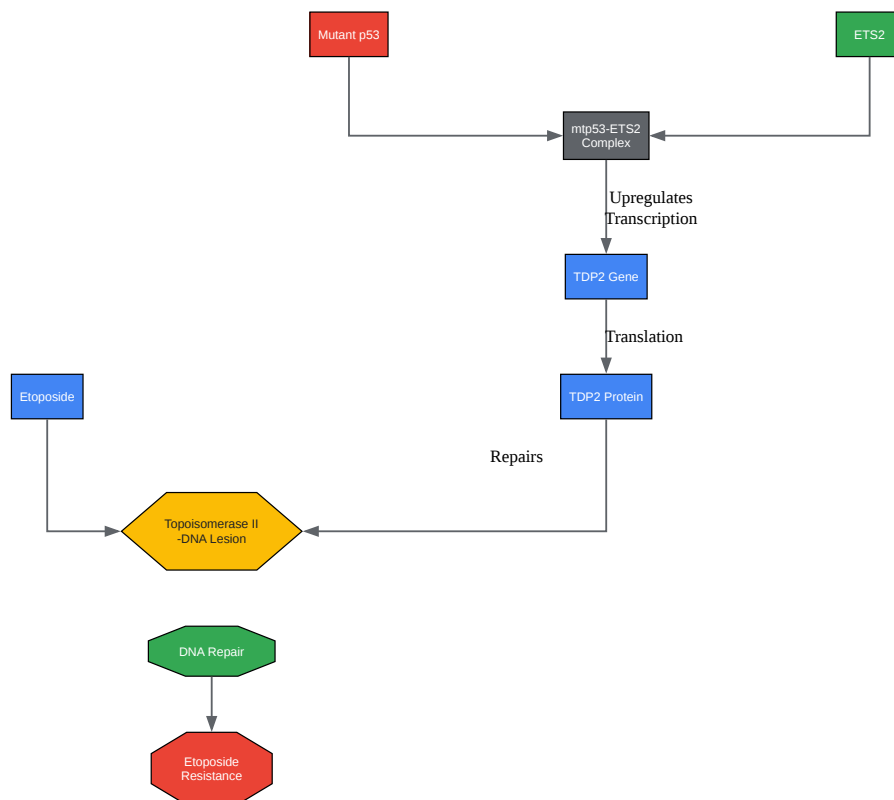 Mutant p53
ETS2
mtp53-ETS2
Complex
Upregulates
Transcription
TDP2 Gene
Translation
Etoposide
TDP2 Protein
Repairs
Topoisomerase II
-DNA Lesion
DNA Repair
Etoposide
Resistance